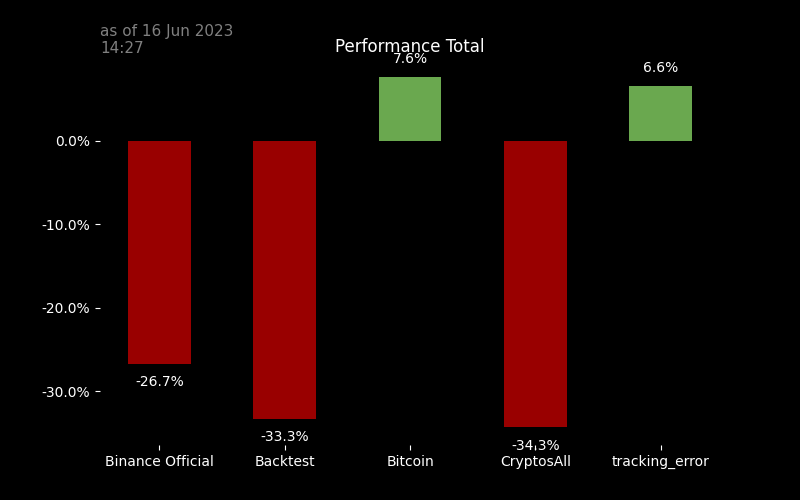 as of 16 Jun 2023
14:27
Performance Total
7.6%
6.6%
0.0%
-10.0%
-20.0%
-30.0%
-26.7%
-33.3%
-34.3%
Binance Official
Backtest
Bitcoin
CryptosAll
tracking_error